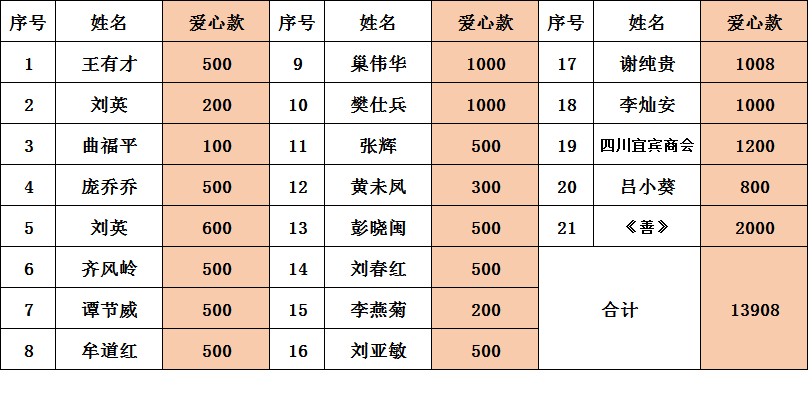 序号 姓名 爱心款 序号 姓名 爱心款 序号 姓名 爱心款
1 王有才 500 9 巢伟华 1000 17 谢纯贵 1008
2 刘英 200 10 樊仕兵 1000 18 李灿安 1000
3 曲福平 100 11 张辉 500 19 四川宜宾商会 1200
4 庞乔乔 500 12 黄未凤 300 20 吕小葵 800
5 刘英 600 13 彭晓闽 500 21 《善》 2000
6 齐风岭 500 14 刘春红 500
7 谭节威 500 15 李燕菊 200 合计 13908
8 牟道红 500 16 刘亚敏 500